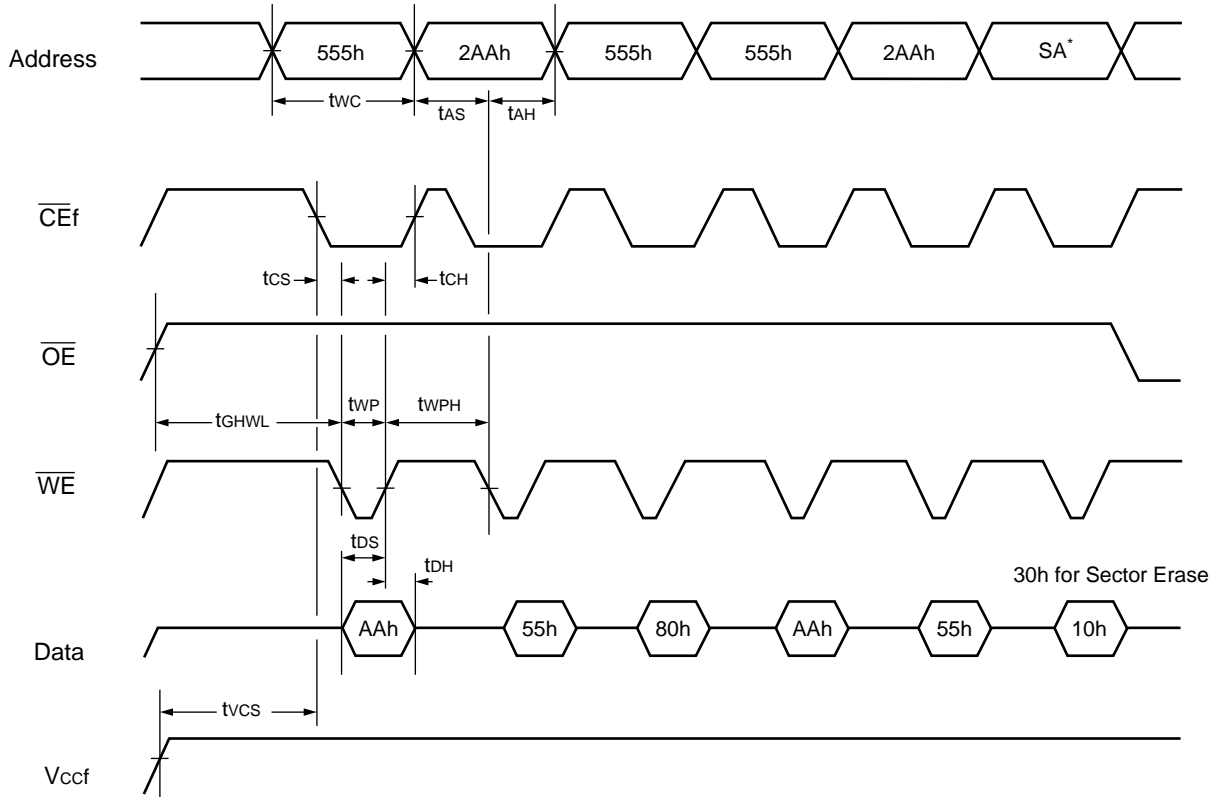 Address
555h
2AAh
555h
555h
2AAh
SA*
tWC
tAS
tAH
CEf
tCS
tCH
OE
tGHWL
tWP
tWPH
WE
tDS
tDH
30h for Sector Erase
Data
AAh
55h
80h
AAh
55h
10h
tVCS
VCCf